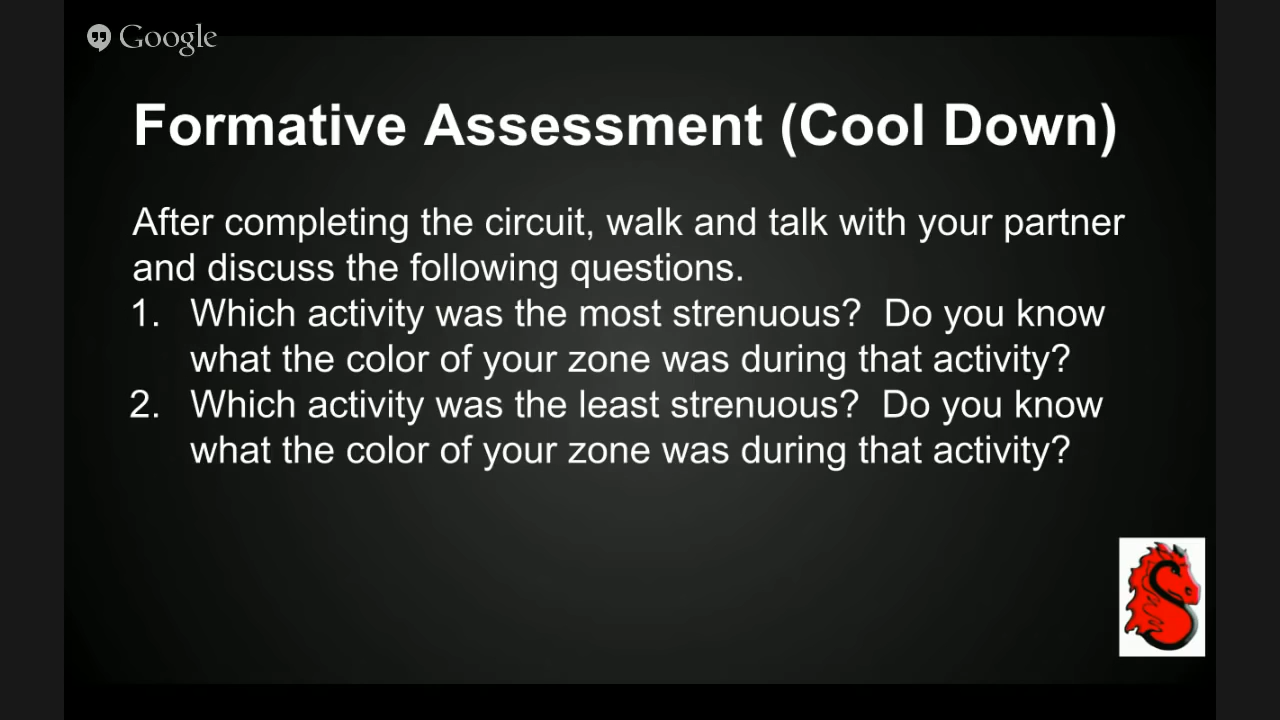 Google
Formative Assessment (Cool Down)
After completing the circuit, walk and talk with your partner
and discuss the following questions.
1. Which activity was the most strenuous?  Do you know
what the color of your zone was during that activity?
2. Which activity was the least strenuous?  Do you know
what the color of your zone was during that activity?